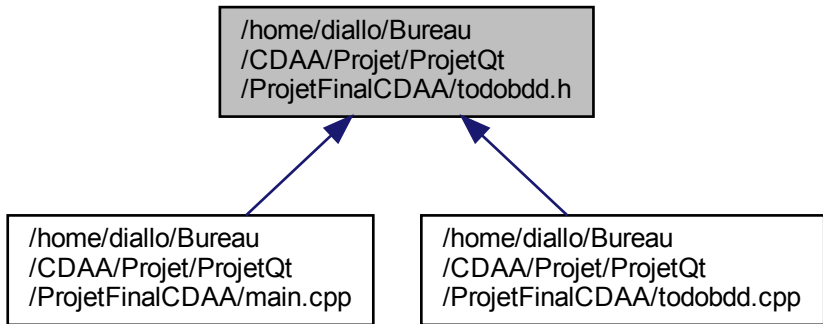 /home/diallo/Bureau
/CDAA/Projet/ProjetQt
/ProjetFinalCDAA/todobdd.h
/home/diallo/Bureau
/CDAA/Projet/ProjetQt
/ProjetFinalCDAA/main.cpp
/home/diallo/Bureau
/CDAA/Projet/ProjetQt
/ProjetFinalCDAA/todobdd.cpp